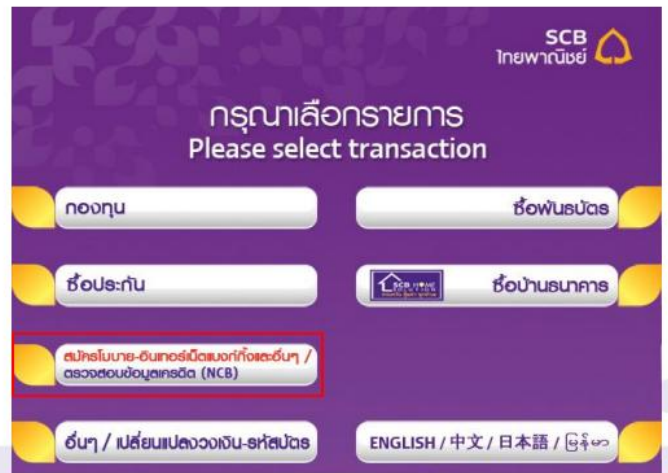 SCB
ไทยพาณิชย์
กรุณาเลือกรายการ
Please select transaction
กองทุน
ซื้อพันธบัตร
ซื้อประกัน
SCB HOME
SOLUTION
ซื้อบ้านธนาคาร
สมัครโมบาย-อินเทอร์เน็ตแบงก์กิ้งและอื่นๆ /
ตรวจสอบข้อมูลเครดิต (NCB)
อื่นๆ / เปลี่ยนแปลงวงเงิน-รหัสบัตร
ENGLISH / 中文 / 日本語 / မြန်မာ